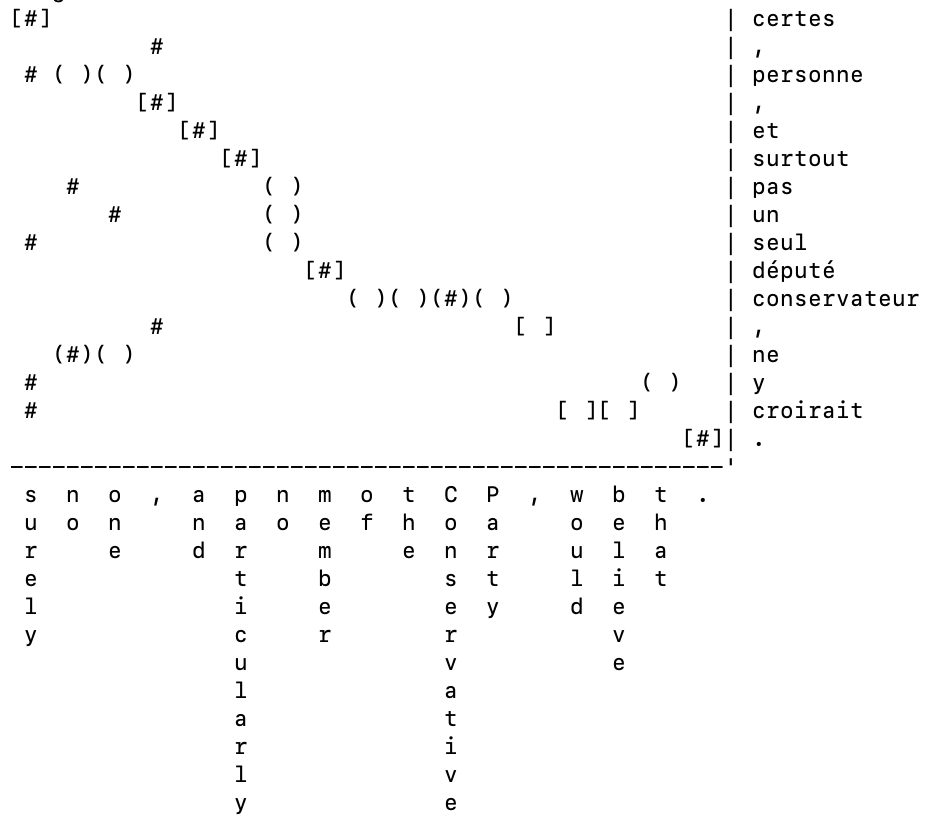 [#] | certes
# | ,
# ( )( ) | personne
[#] | ,
[#] | et
[#] | surtout
# ( ) | pas
# ( ) | un
# ( ) | seul
[#] | député
( )( )(#)( ) | conservateur
# [ ] | ,
(#)( ) | ne
# ( ) | y
# [ ][ ] | croirait
[#]| .
---------------------------------------------------'
surely
no
one
,
and
particularly
no
member
of
the
Conservative
Party
,
would
believe
that
.